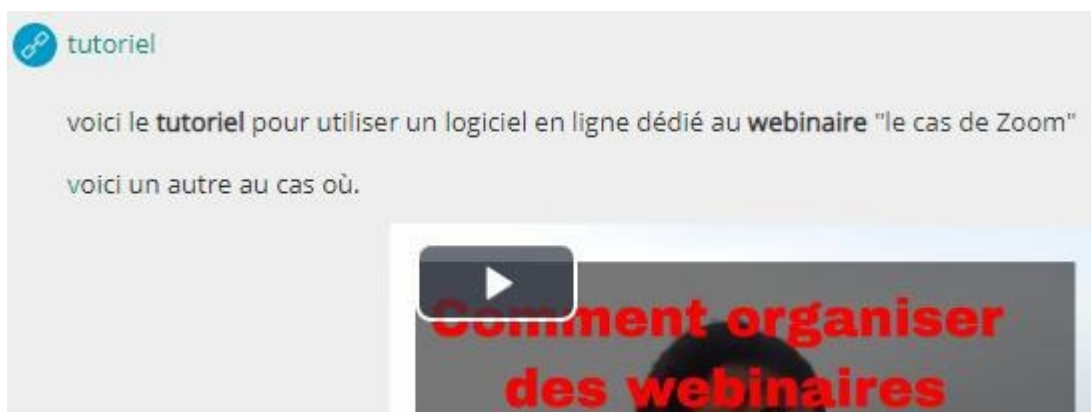 tutoriel
voici le tutoriel pour utiliser un logiciel en ligne dédié au webinaire "le cas de Zoom"
voici un autre au cas où.
Comment organiser
des webinaires